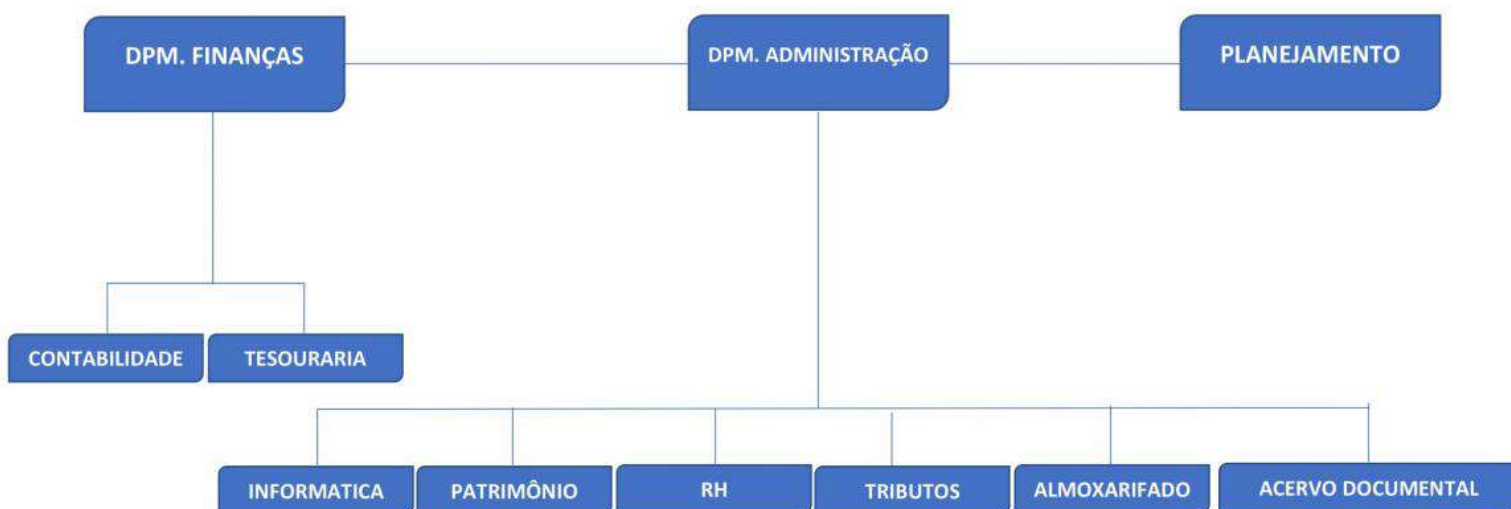 DPM. FINANÇAS
DPM. ADMINISTRAÇÃO
PLANEJAMENTO
CONTABILIDADE
TESOURARIA
INFORMATICA
PATRIMÔNIO
RH
TRIBUTOS
ALMOXARIFADO
ACERVO DOCUMENTAL